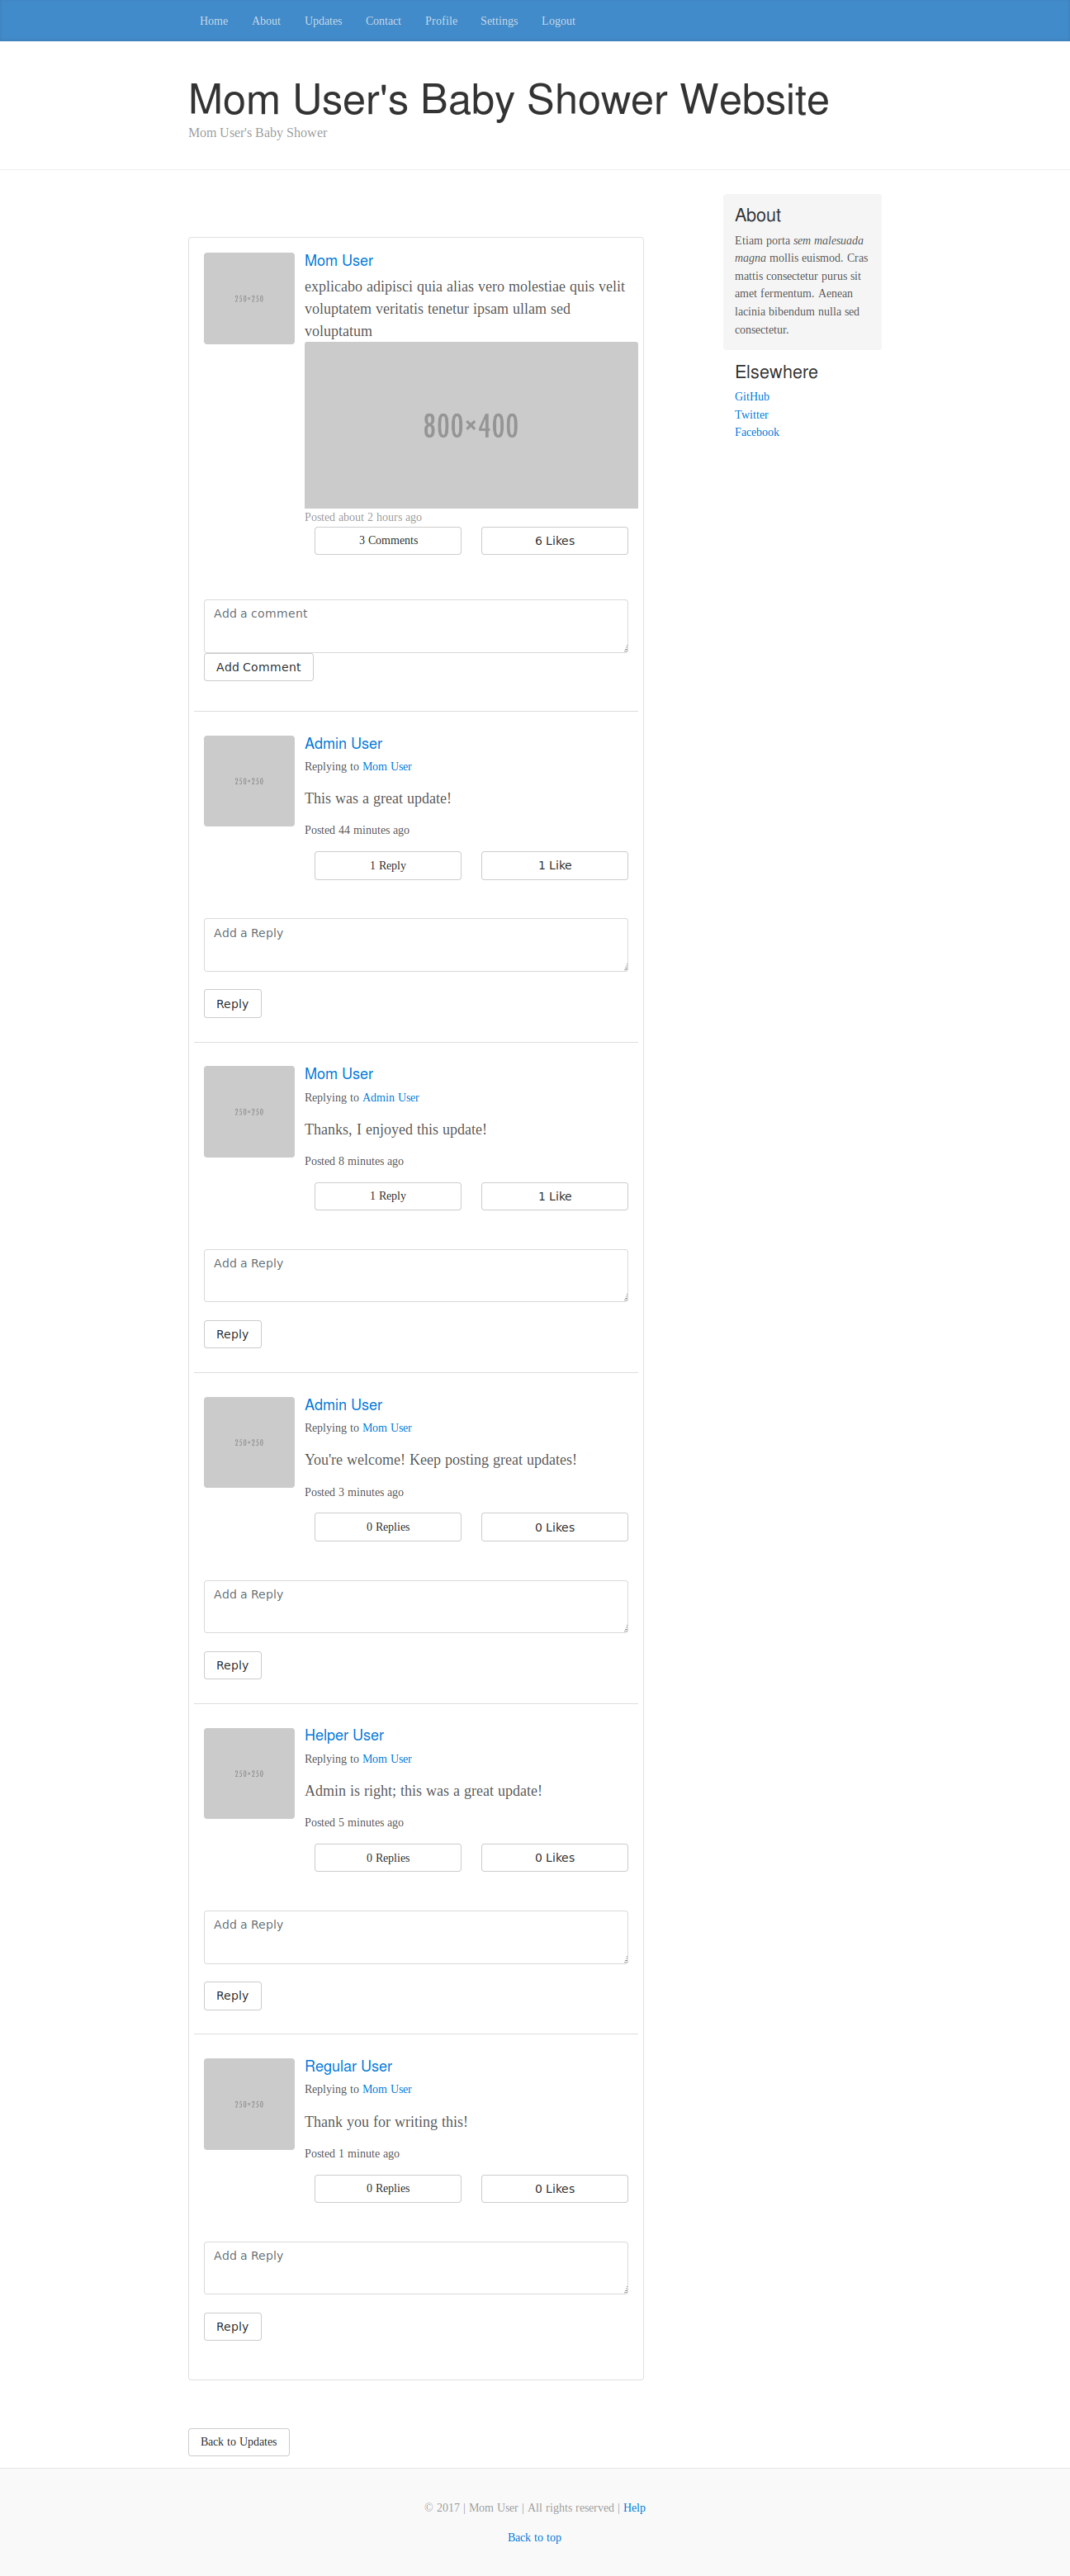 Home About Updates Contact Profile Settings Logout
Mom User's Baby Shower Website
Mom User's Baby Shower
250×250
Mom User
explicabo adipisci quia alias vero molestiae quis velit
voluptatem veritatis tenetur ipsam ullam sed
voluptatum
800×400
Posted about 2 hours ago
3 Comments 6 Likes
Add a comment
Add Comment
250×250
Admin User
Replying to Mom User
This was a great update!
Posted 44 minutes ago
1 Reply 1 Like
Add a Reply
Reply
250×250
Mom User
Replying to Admin User
Thanks, I enjoyed this update!
Posted 8 minutes ago
1 Reply 1 Like
Add a Reply
Reply
250×250
Admin User
Replying to Mom User
You're welcome! Keep posting great updates!
Posted 3 minutes ago
0 Replies 0 Likes
Add a Reply
Reply
250×250
Helper User
Replying to Mom User
Admin is right; this was a great update!
Posted 5 minutes ago
0 Replies 0 Likes
Add a Reply
Reply
250×250
Regular User
Replying to Mom User
Thank you for writing this!
Posted 1 minute ago
0 Replies 0 Likes
Add a Reply
Reply
Back to Updates
About
Etiam porta sem malesuada
magna mollis euismod. Cras
mattis consectetur purus sit
amet fermentum. Aenean
lacinia bibendum nulla sed
consectetur.
Elsewhere
GitHub
Twitter
Facebook
© 2017 | Mom User | All rights reserved | Help
Back to top